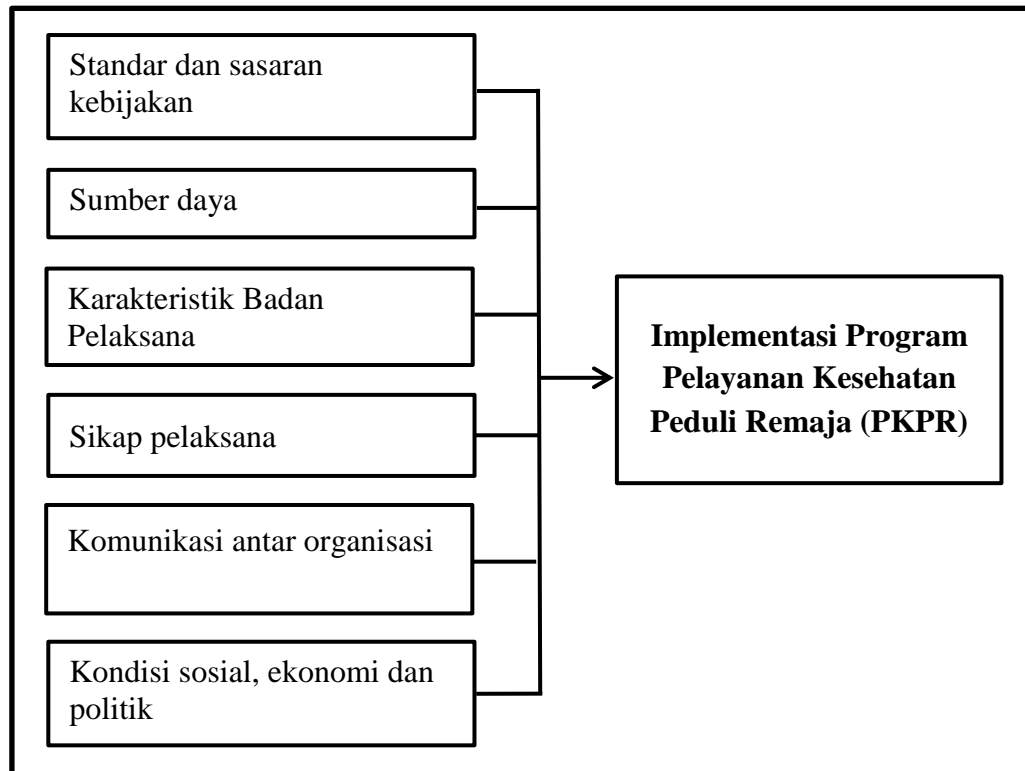 Standar dan sasaran
kebijakan
Sumber daya
Karakteristik Badan
Pelaksana
Sikap pelaksana
Komunikasi antar organisasi
Kondisi sosial, ekonomi dan
politik
Implementasi Program
Pelayanan Kesehatan
Peduli Remaja (PKPR)